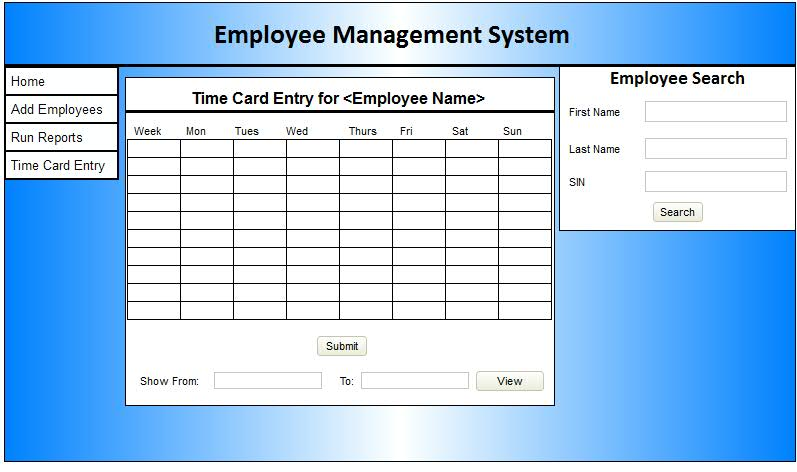 Employee Management System
Home
Add Employees
Run Reports
Time Card Entry
Time Card Entry for <Employee Name>
Week Mon Tues Wed Thurs Fri Sat Sun
Submit
Show From: To: View
Employee Search
First Name
Last Name
SIN
Search